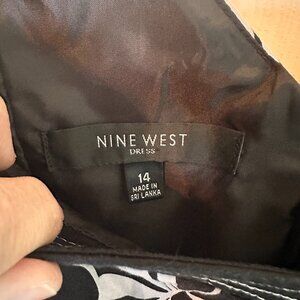 NINE WEST
DRESS
14
MADE IN
SRI LANKA